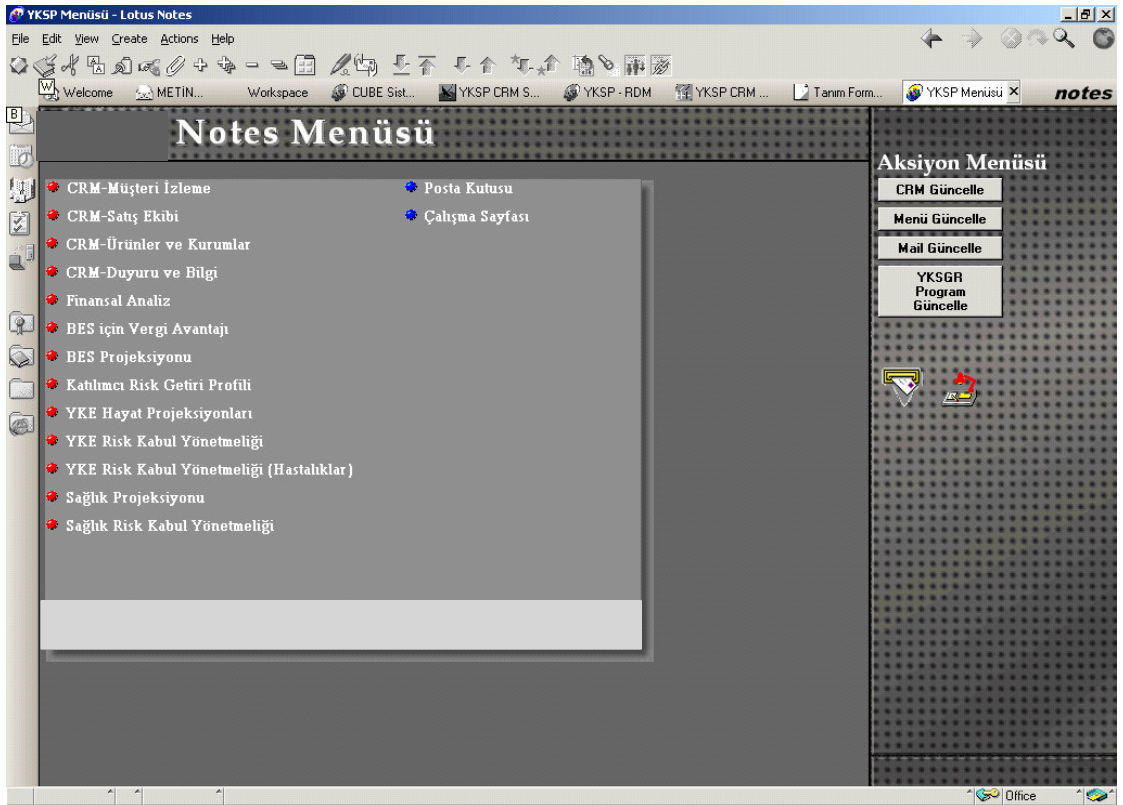 YKSP Menüsü - Lotus Notes
File Edit View Create Actions Help
W Welcome METİN... Workspace CUBE Sist... YKSP CRM S... YKSP - RDM YKSP CRM ... Tanım Form... YKSP Menüsü notes
B
Notes Menüsü
CRM-Müşteri İzleme
CRM-Satış Ekibi
CRM-Ürünler ve Kurumlar
CRM-Duyuru ve Bilgi
Finansal Analiz
BES için Vergi Avantajı
BES Projeksiyonu
Katılımcı Risk Getiri Profili
YKE Hayat Projeksiyonları
YKE Risk Kabul Yönetmeliği
YKE Risk Kabul Yönetmeliği (Hastalıklar)
Sağlık Projeksiyonu
Sağlık Risk Kabul Yönetmeliği
Posta Kutusu
Çalışma Sayfası
Aksiyon Menüsü
CRM Güncelle
Menü Güncelle
Mail Güncelle
YKSGR
Program
Güncelle
Office